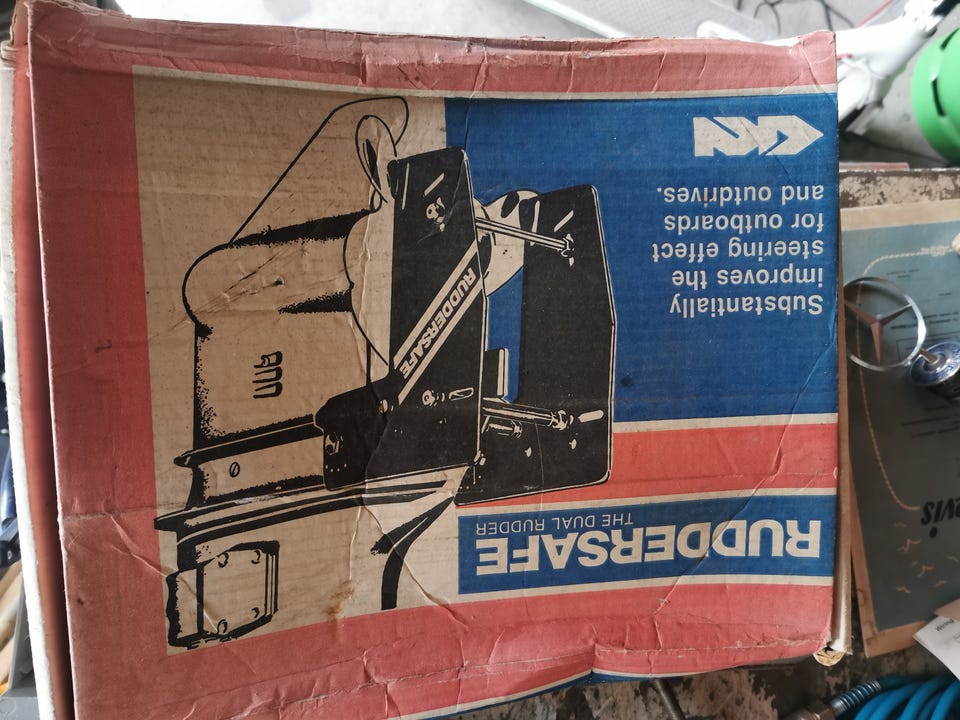 RUDDERSAFE
THE DUAL RUDDER
RUDDERSAFE
Substantially
improves the
steering effect
for outboards
and outdrives.